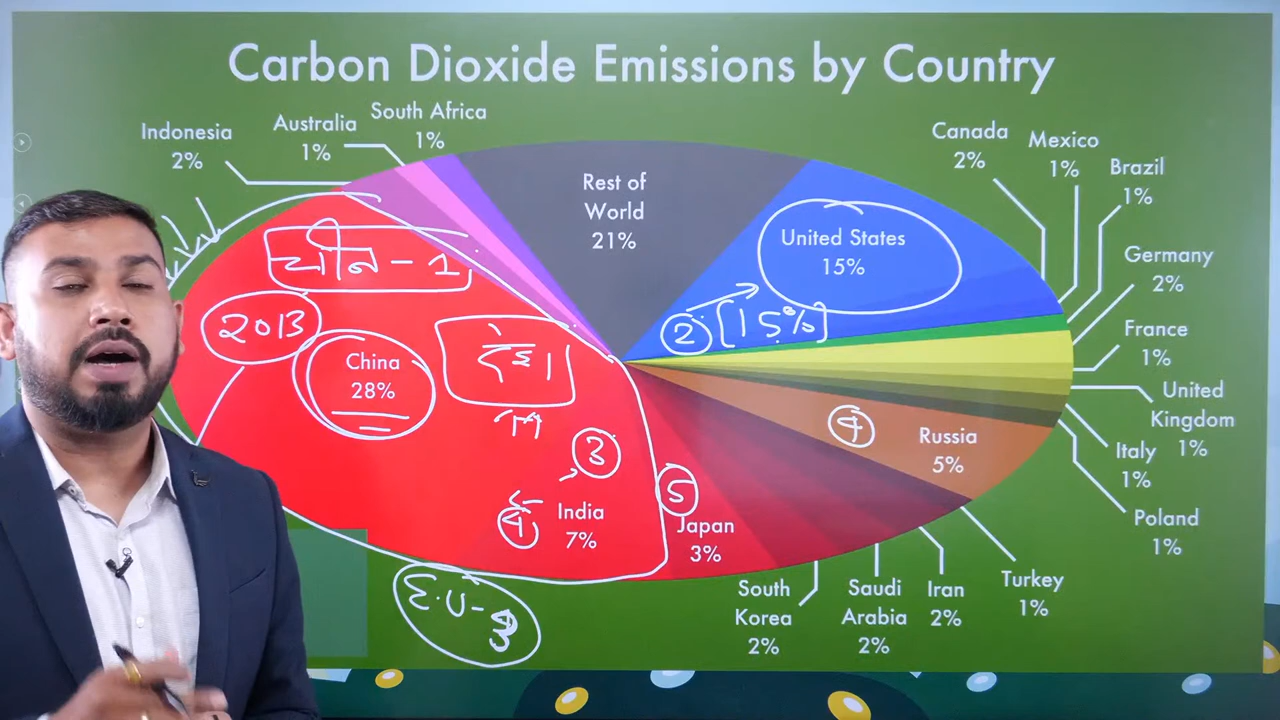 Carbon Dioxide Emissions by Country
South Africa
1%
Australia
1%
Indonesia
2%
Rest of
World
21%
United States
15%
② [15%]
Canada
2%
Mexico
1%
Brazil
1%
Germany
2%
France
1%
United
Kingdom
1%
Italy
1%
Poland
1%
④
Russia
5%
Turkey
1%
Iran
2%
Saudi
Arabia
2%
South
Korea
2%
⑤
Japan
3%
③
④
India
7%
चीन - 1
2013
China
28%
E.U-3